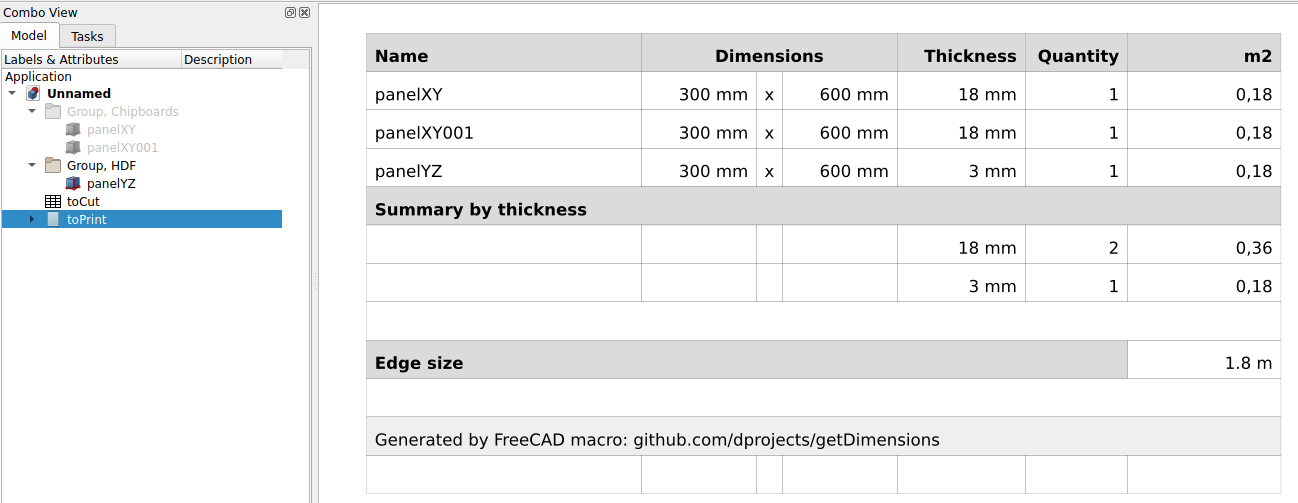 Combo View
Model Tasks
Labels & Attributes Description
Application
Unnamed
Group, Chipboards
panelXY
panelXY001
Group, HDF
panelYZ
toCut
toPrint
Name Dimensions Thickness Quantity m2
panelXY 300 mm x 600 mm 18 mm 1 0,18
panelXY001 300 mm x 600 mm 18 mm 1 0,18
panelYZ 300 mm x 600 mm 3 mm 1 0,18
Summary by thickness
18 mm 2 0,36
3 mm 1 0,18
Edge size 1.8 m
Generated by FreeCAD macro: github.com/dprojects/getDimensions